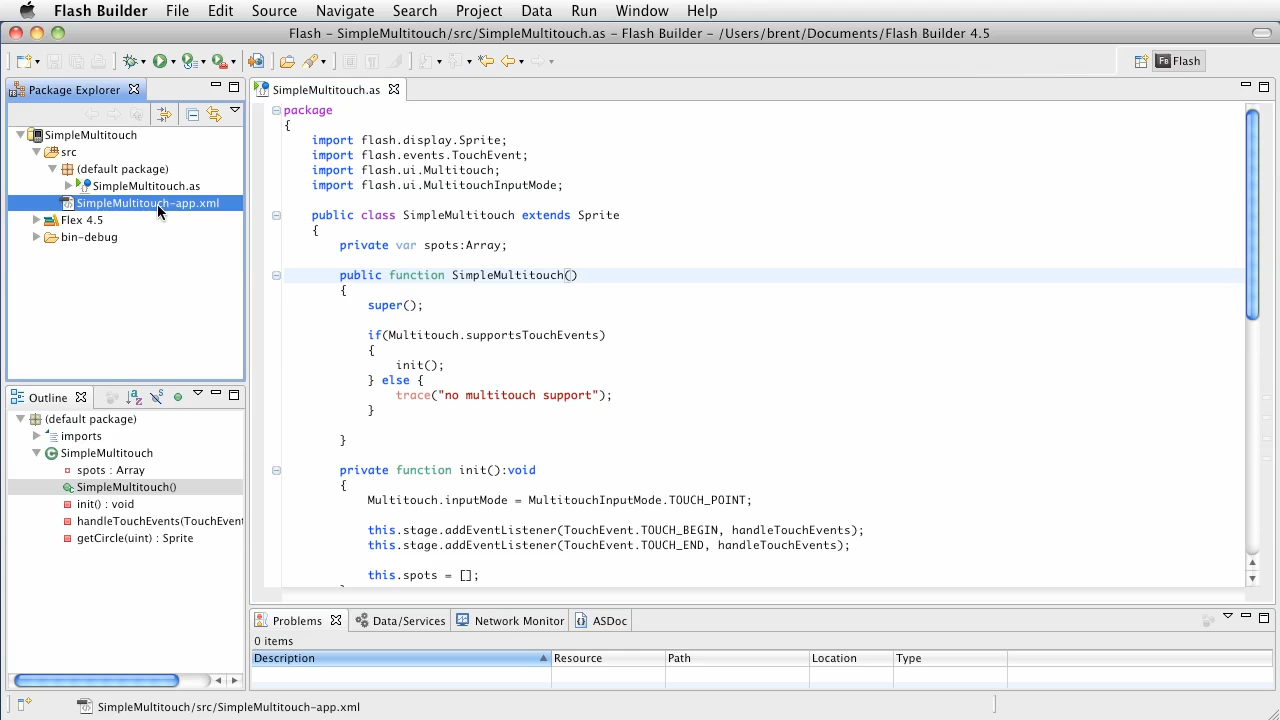 Flash Builder File Edit Source Navigate Search Project Data Run Window Help
Flash – SimpleMultitouch/src/SimpleMultitouch.as – Flash Builder – /Users/brent/Documents/Flash Builder 4.5
Fb Flash
Package Explorer
SimpleMultitouch
src
(default package)
SimpleMultitouch.as
SimpleMultitouch-app.xml
Flex 4.5
bin-debug
Outline
(default package)
imports
SimpleMultitouch
spots : Array
SimpleMultitouch()
init() : void
handleTouchEvents(TouchEvent
getCircle(uint) : Sprite
SimpleMultitouch.as
package
{
import flash.display.Sprite;
import flash.events.TouchEvent;
import flash.ui.Multitouch;
import flash.ui.MultitouchInputMode;
public class SimpleMultitouch extends Sprite
{
private var spots:Array;
public function SimpleMultitouch()
{
super();
if(Multitouch.supportsTouchEvents)
{
init();
} else {
trace("no multitouch support");
}
}
private function init():void
{
Multitouch.inputMode = MultitouchInputMode.TOUCH_POINT;
this.stage.addEventListener(TouchEvent.TOUCH_BEGIN, handleTouchEvents);
this.stage.addEventListener(TouchEvent.TOUCH_END, handleTouchEvents);
this.spots = [];
Problems Data/Services Network Monitor ASDoc
0 items
Description Resource Path Location Type
SimpleMultitouch/src/SimpleMultitouch-app.xml